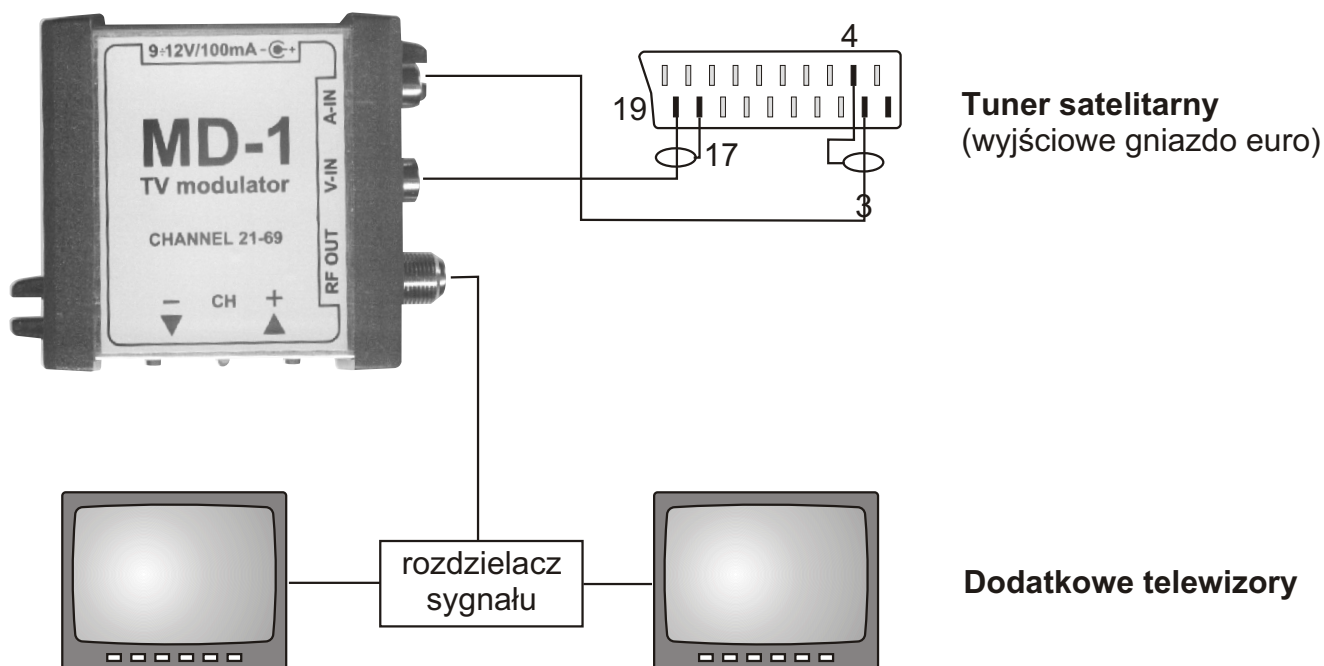 9÷12V/100mA - +
A-IN
MD-1
TV modulator
V-IN
CHANNEL 21-69
RF OUT
- CH +
4
19
17
3
Tuner satelitarny
(wyjściowe gniazdo euro)
rozdzielacz
sygnału
Dodatkowe telewizory